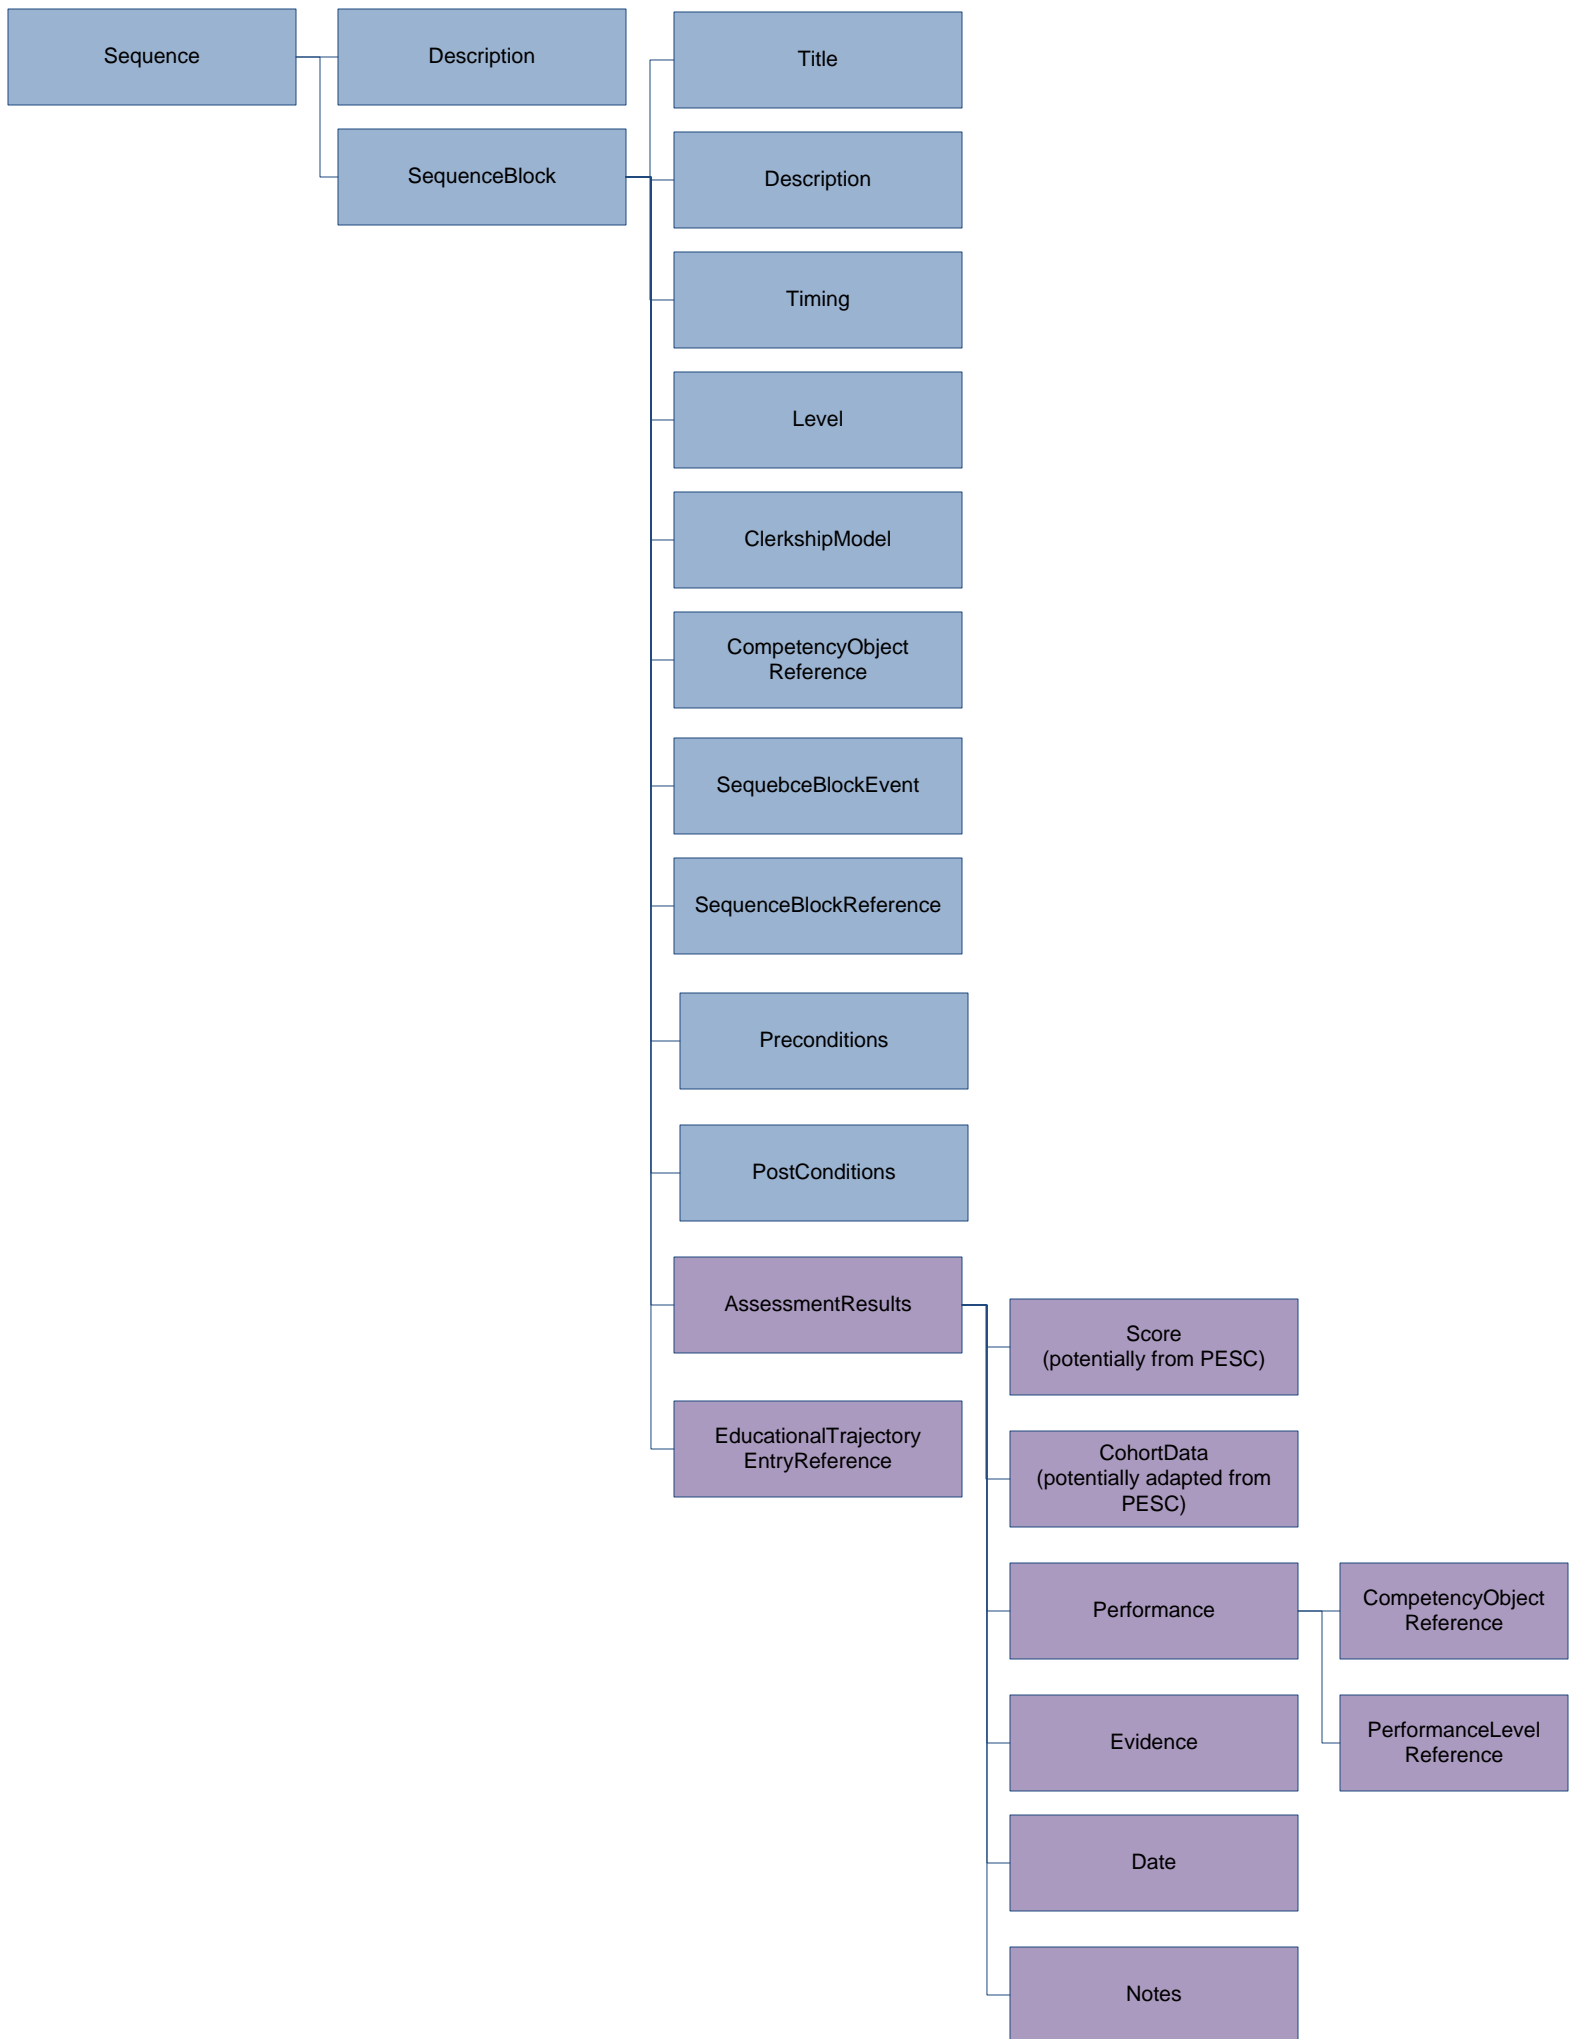 Sequence
Description
Title
SequenceBlock
Description
Timing
Level
ClerkshipModel
CompetencyObject
Reference
SequebceBlockEvent
SequenceBlockReference
Preconditions
PostConditions
AssessmentResults
Score
(potentially from PESC)
EducationalTrajectory
EntryReference
CohortData
(potentially adapted from
PESC)
Performance
CompetencyObject
Reference
Evidence
PerformanceLevel
Reference
Date
Notes